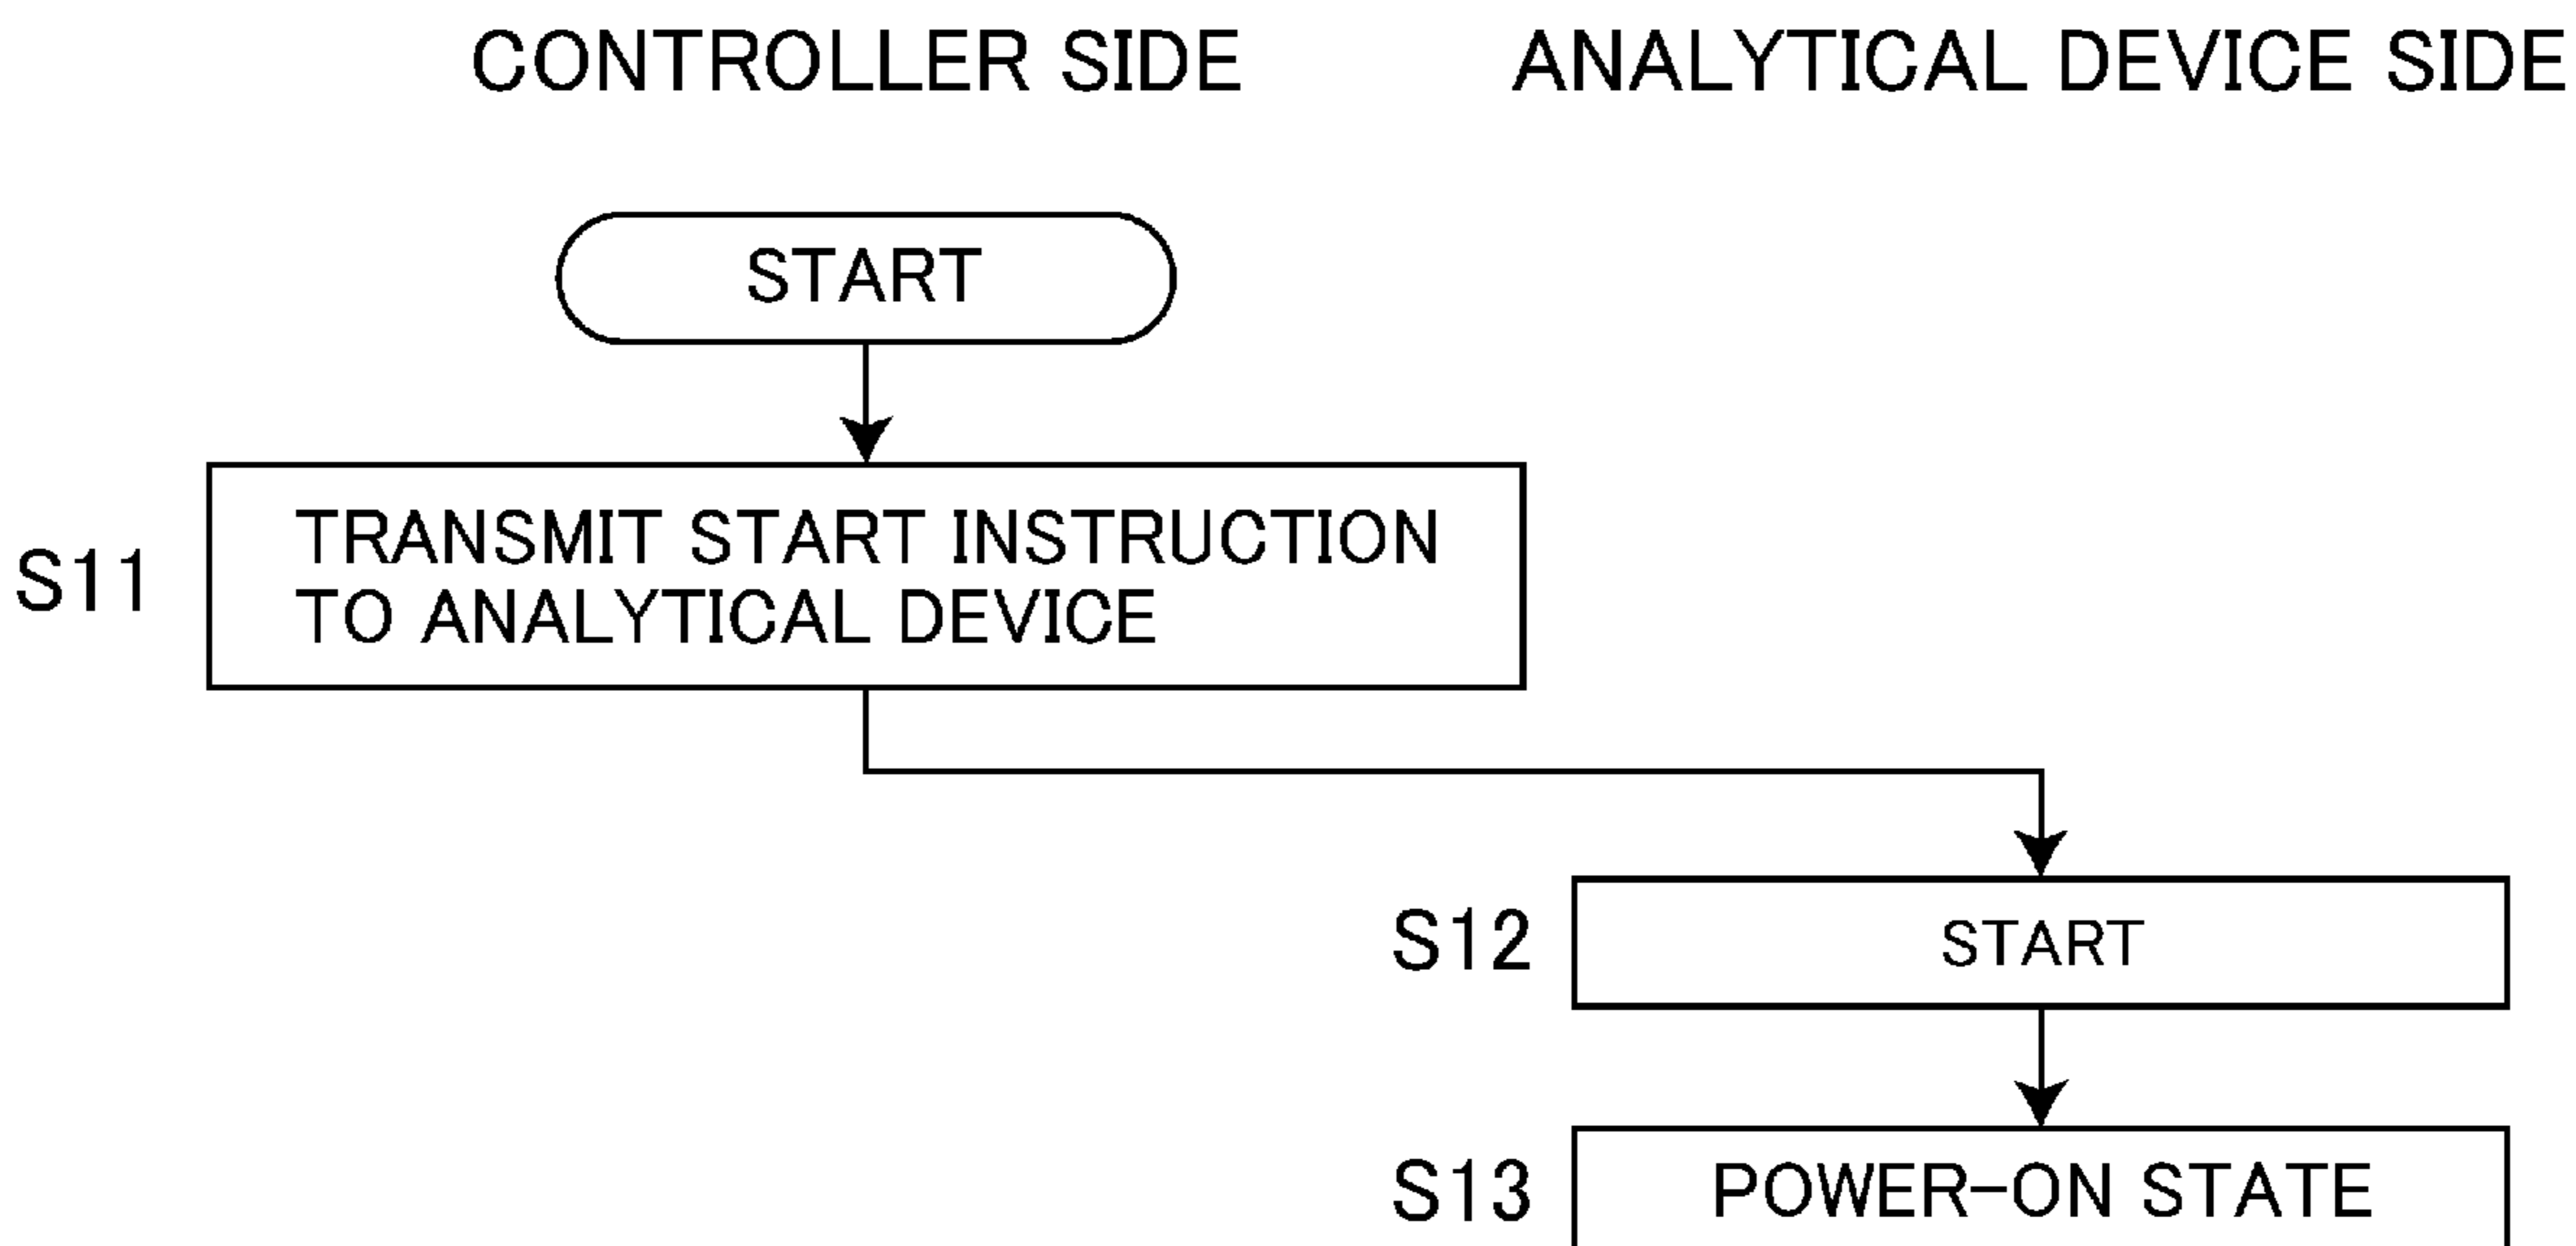 CONTROLLER SIDE
ANALYTICAL DEVICE SIDE
START
S11
TRANSMIT START INSTRUCTION
TO ANALYTICAL DEVICE
S12
START
S13
POWER-ON STATE